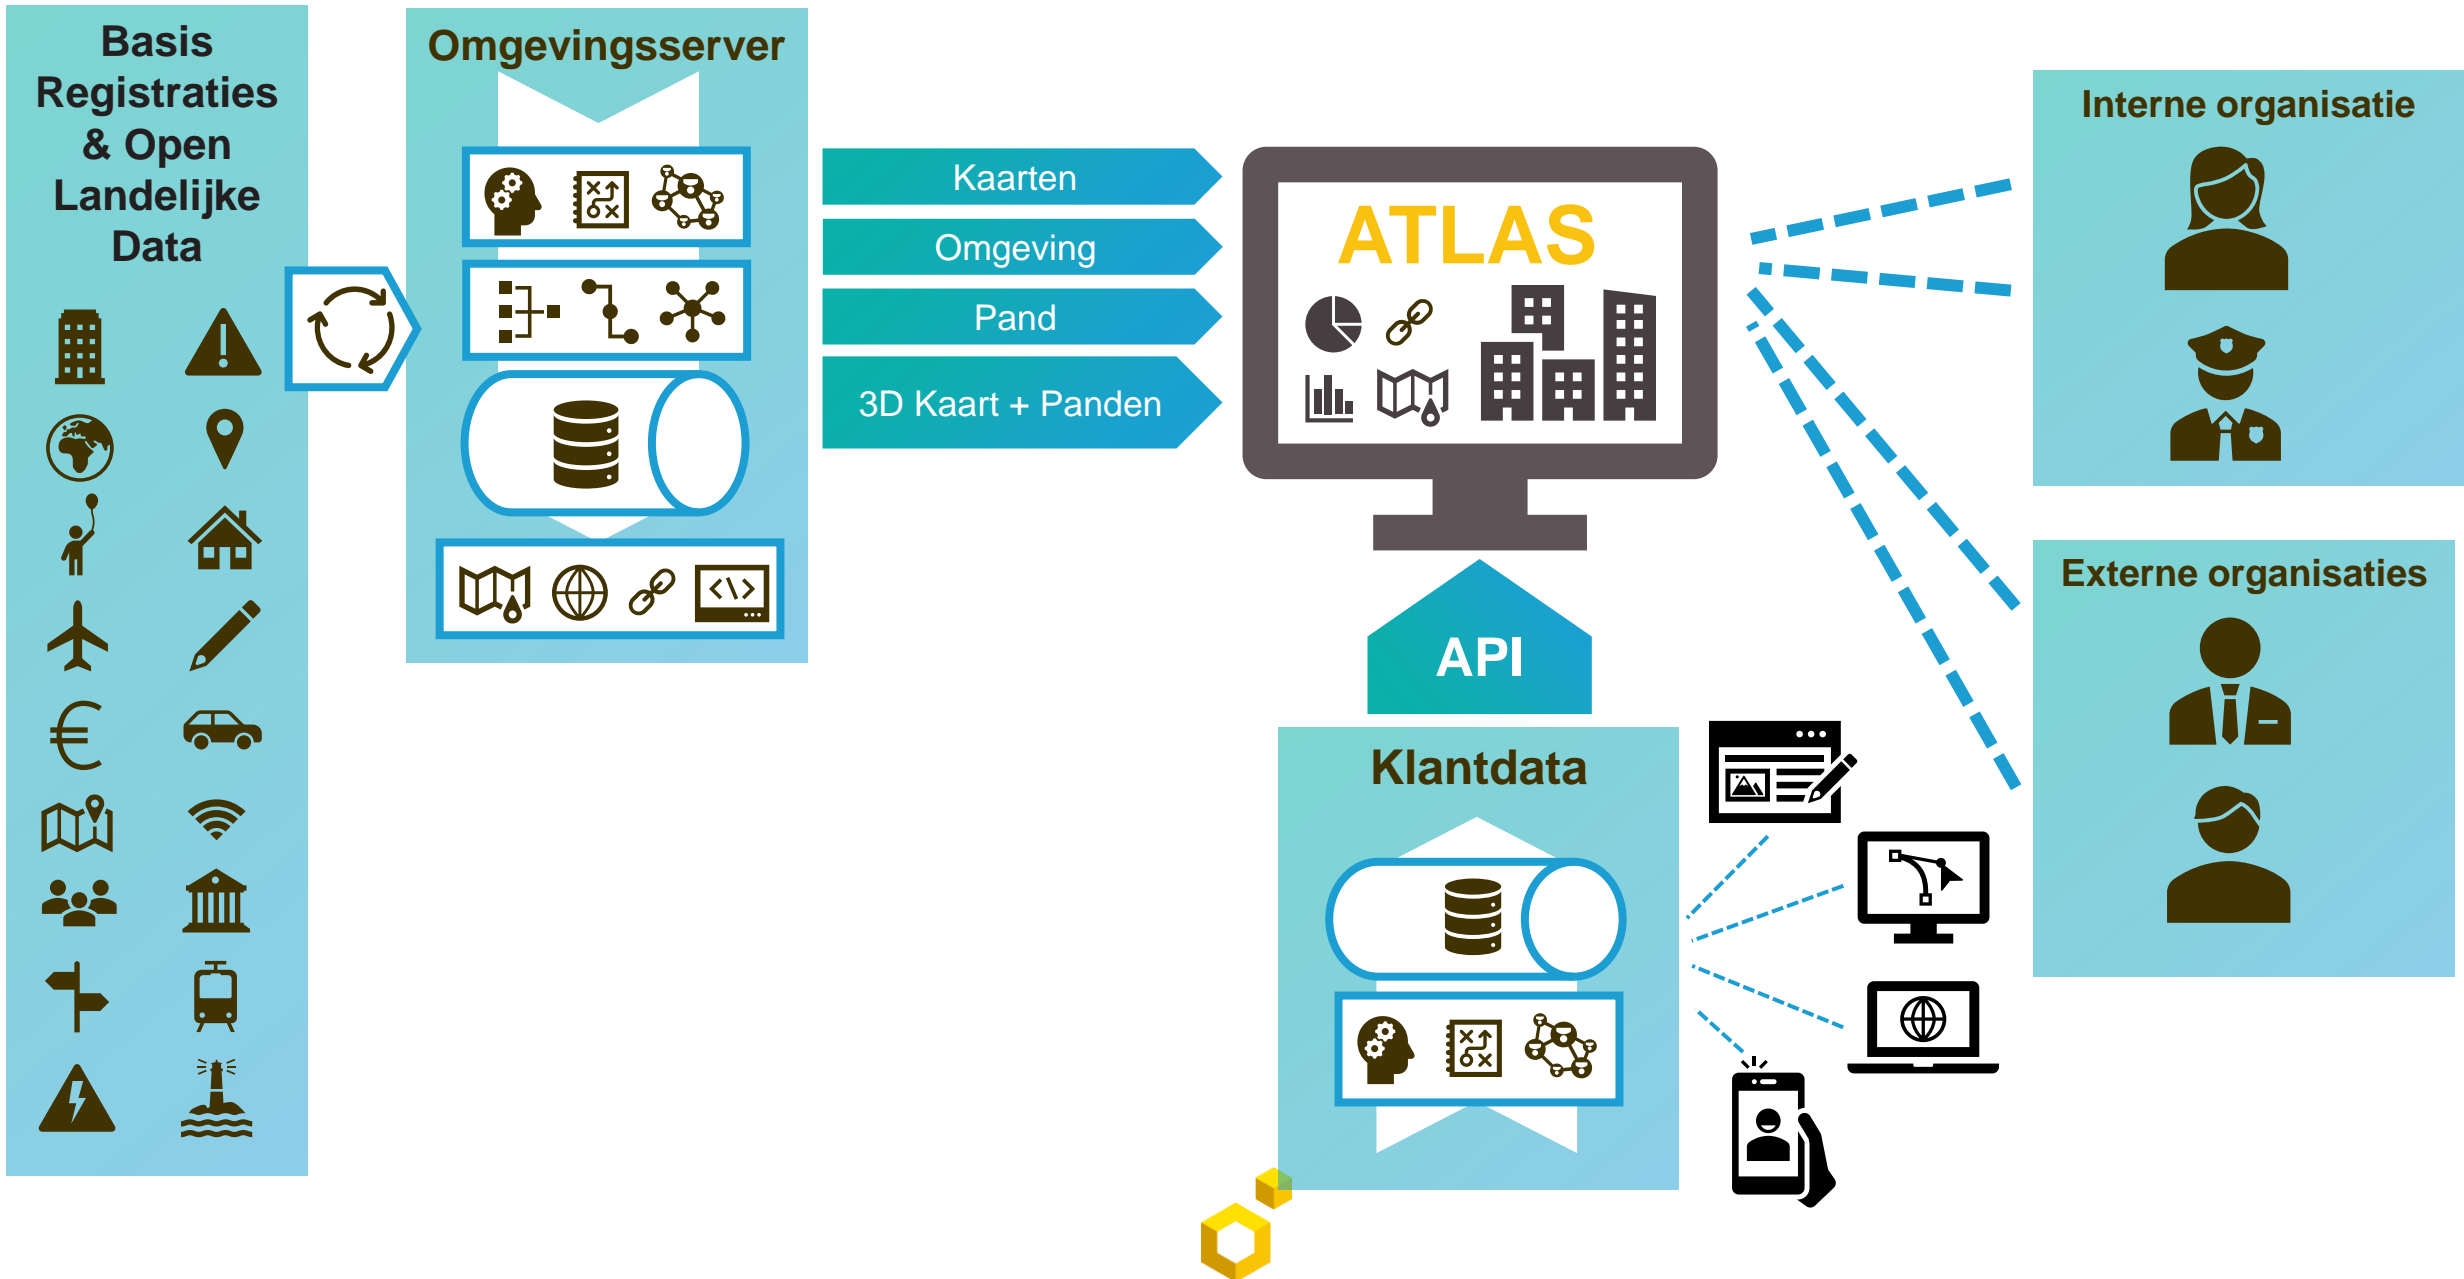 Basis
Registraties
& Open
Landelijke
Data
Omgevingsserver
Kaarten
Omgeving
Pand
3D Kaart + Panden
ATLAS
API
Klantdata
Interne organisatie
Externe organisaties